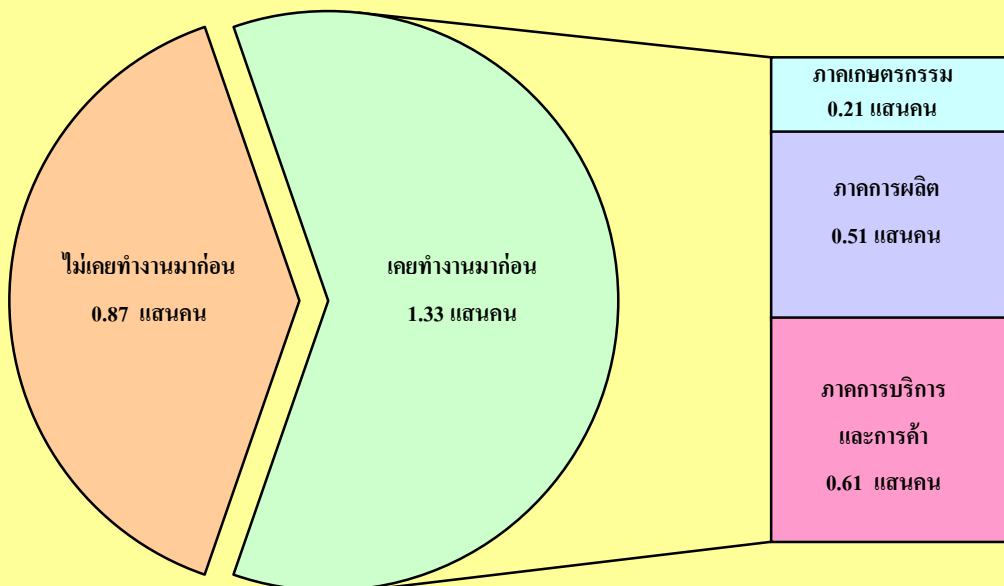 ไม่เคยทำงานมาก่อน
0.87 แสนคน
เคยทำงานมาก่อน
1.33 แสนคน
ภาคเกษตรกรรม
0.21 แสนคน
ภาคการผลิต
0.51 แสนคน
ภาคการบริการ
และการค้า
0.61 แสนคน